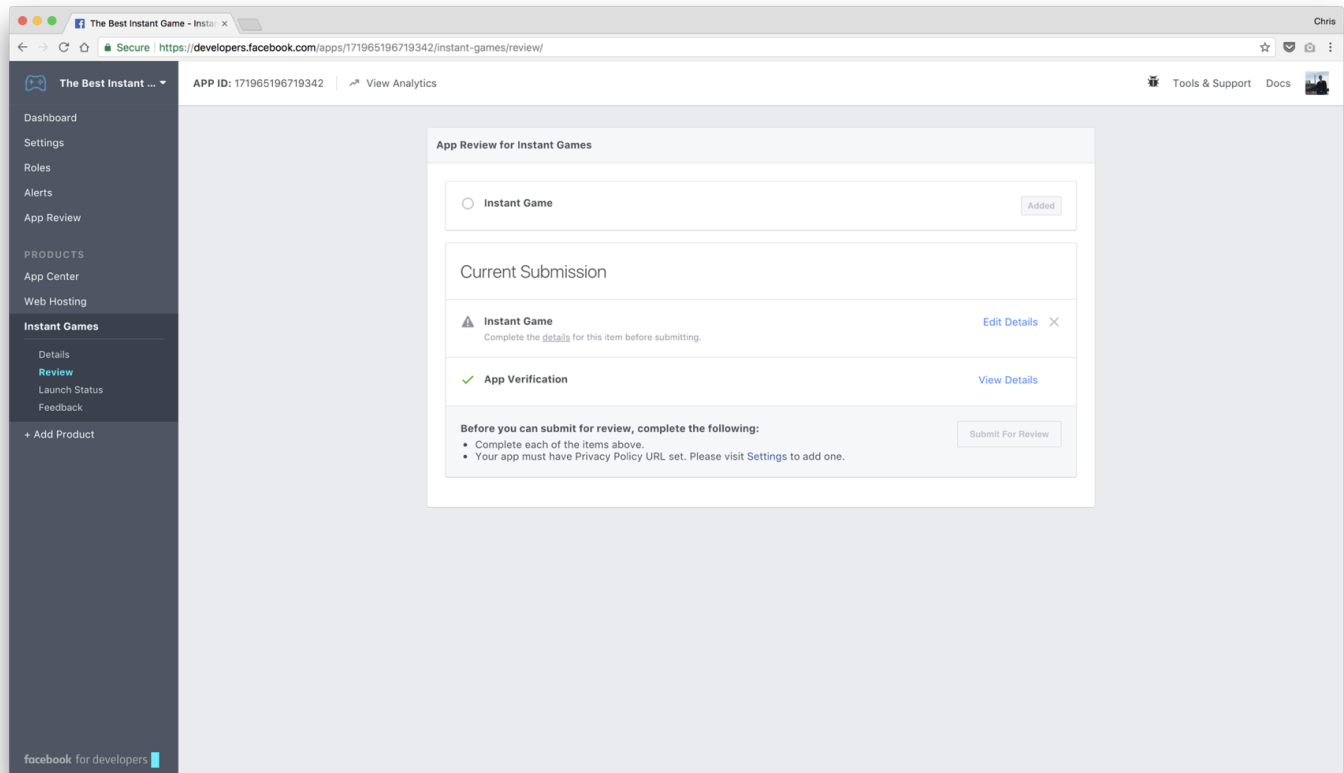 The Best Instant Game - Instan
Chris
Secure https://developers.facebook.com/apps/171965196719342/instant-games/review/
The Best Instant ...
APP ID: 171965196719342
View Analytics
Tools & Support
Docs
Dashboard
Settings
Roles
Alerts
App Review
PRODUCTS
App Center
Web Hosting
Instant Games
Details
Review
Launch Status
Feedback
+ Add Product
facebook for developers
App Review for Instant Games
Instant Game
Added
Current Submission
Instant Game
Edit Details
Complete the details for this item before submitting.
App Verification
View Details
Before you can submit for review, complete the following:
• Complete each of the items above.
• Your app must have Privacy Policy URL set. Please visit Settings to add one.
Submit For Review